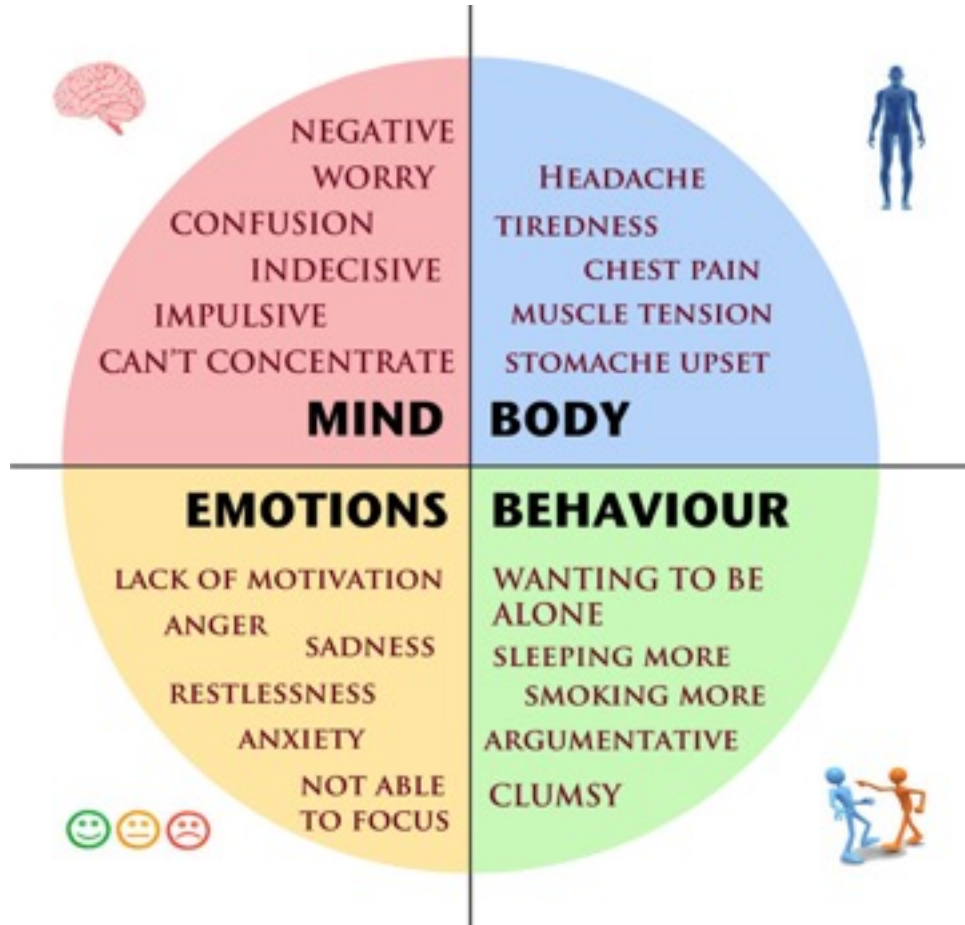 NEGATIVE
WORRY
CONFUSION
INDECISIVE
IMPULSIVE
CAN'T CONCENTRATE
MIND
HEADACHE
TIREDNESS
CHEST PAIN
MUSCLE TENSION
STOMACHE UPSET
BODY
EMOTIONS
LACK OF MOTIVATION
ANGER
SADNESS
RESTLESSNESS
ANXIETY
NOT ABLE
TO FOCUS
BEHAVIOUR
WANTING TO BE
ALONE
SLEEPING MORE
SMOKING MORE
ARGUMENTATIVE
CLUMSY